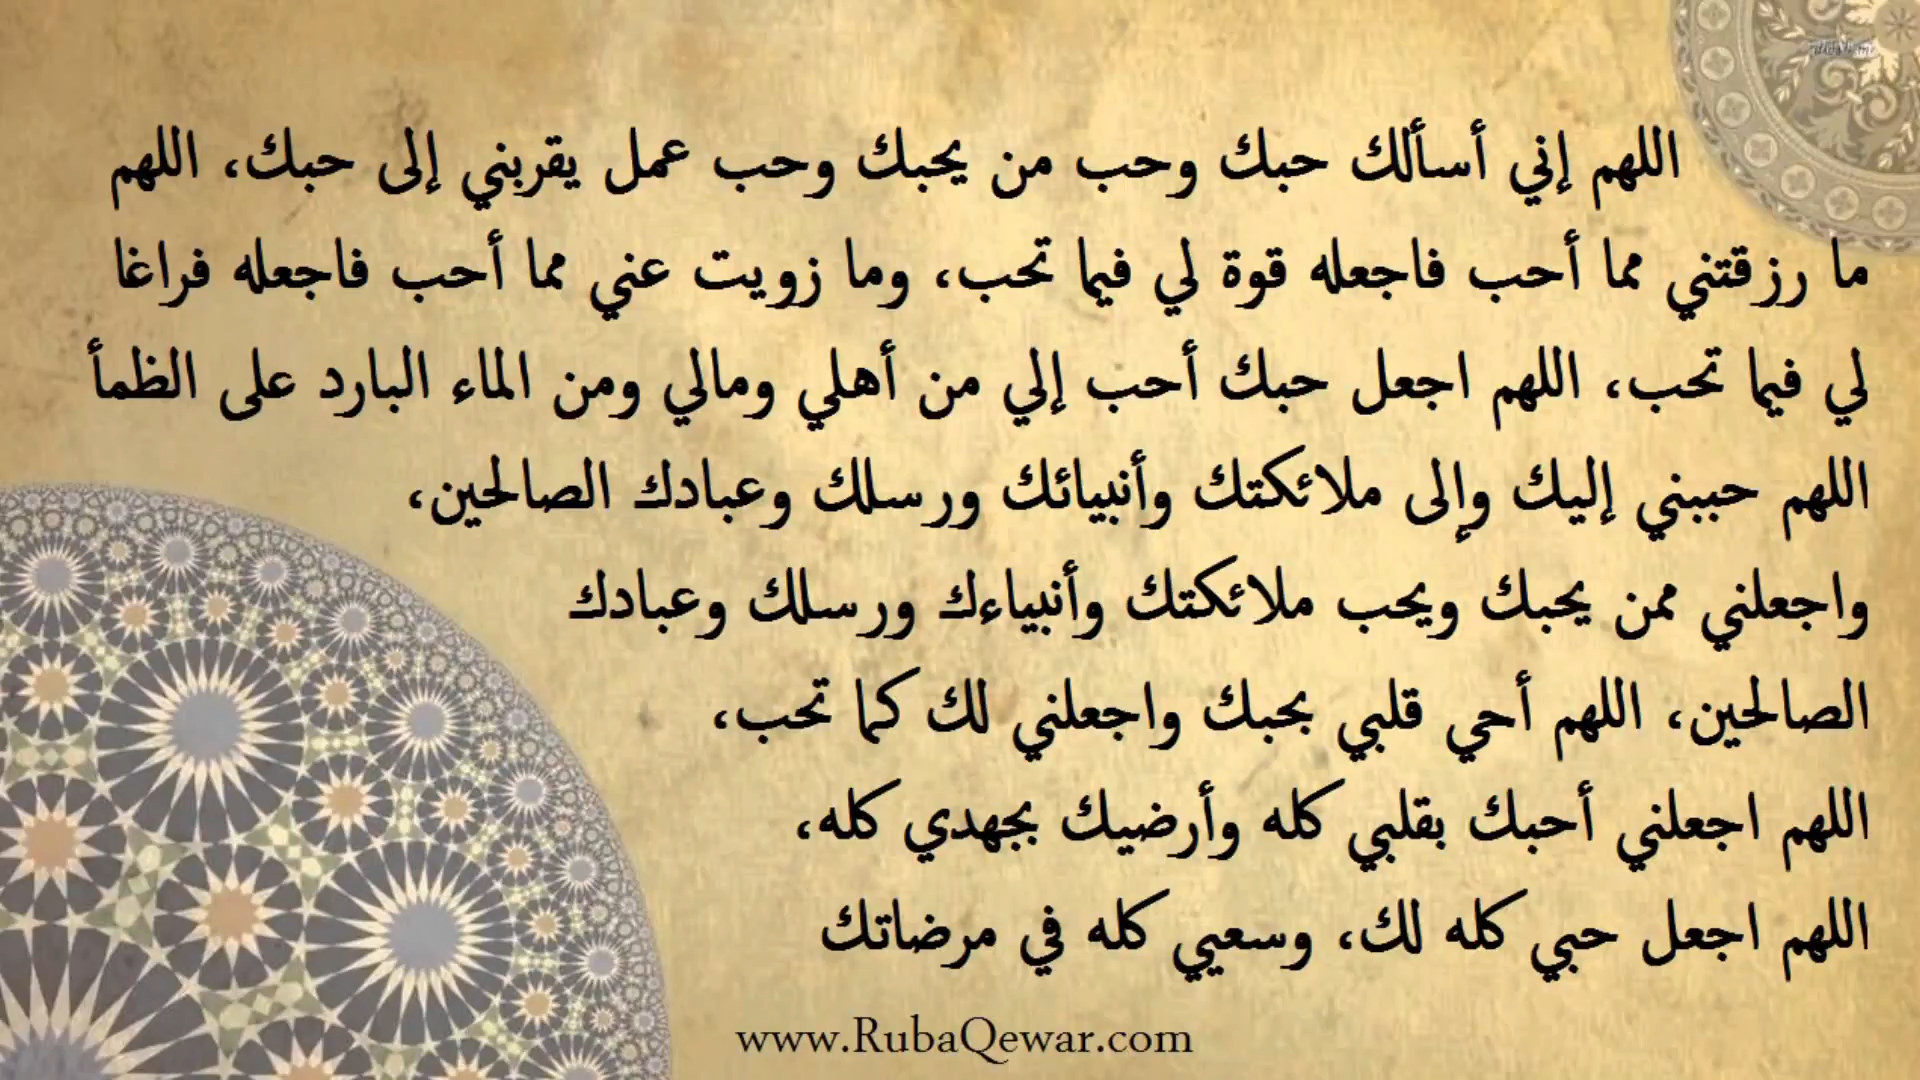 اللهم إني أسألك حبك وحب من يحبك وحب عمل يقربني إلى حبك، اللهم
ما رزقتني مما أحب فاجعله قوة لي فيما تحب، وما زويت عني مما أحب فاجعله فراغا
لي فيما تحب، اللهم اجعل حبك أحب إلي من أهلي ومالي ومن الماء البارد على الظمأ
اللهم حببني إليك وإلى ملائكتك وأنبيائك ورسلك وعبادك الصالحين،
واجعلني ممن يحبك ويحب ملائكتك وأنبياءك ورسلك وعبادك
الصالحين، اللهم أحي قلبي بحبك واجعلني لك كما تحب،
اللهم اجعلني أحبك بقلبي كله وأرضيك بجهدي كله،
اللهم اجعل حبي كله لك، وسعيي كله في مرضاتك
www.RubaQewar.com